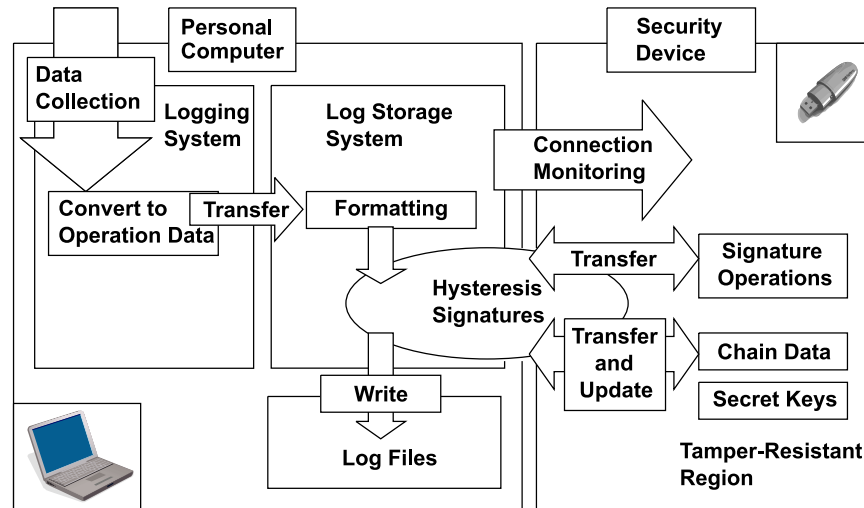 Personal
Computer
Security
Device
Data
Collection
Logging
System
Log Storage
System
Connection
Monitoring
Convert to
Operation Data
Transfer
Formatting
Transfer
Signature
Operations
Hysteresis
Signatures
Transfer
and
Update
Chain Data
Write
Secret Keys
Log Files
Tamper-Resistant
Region